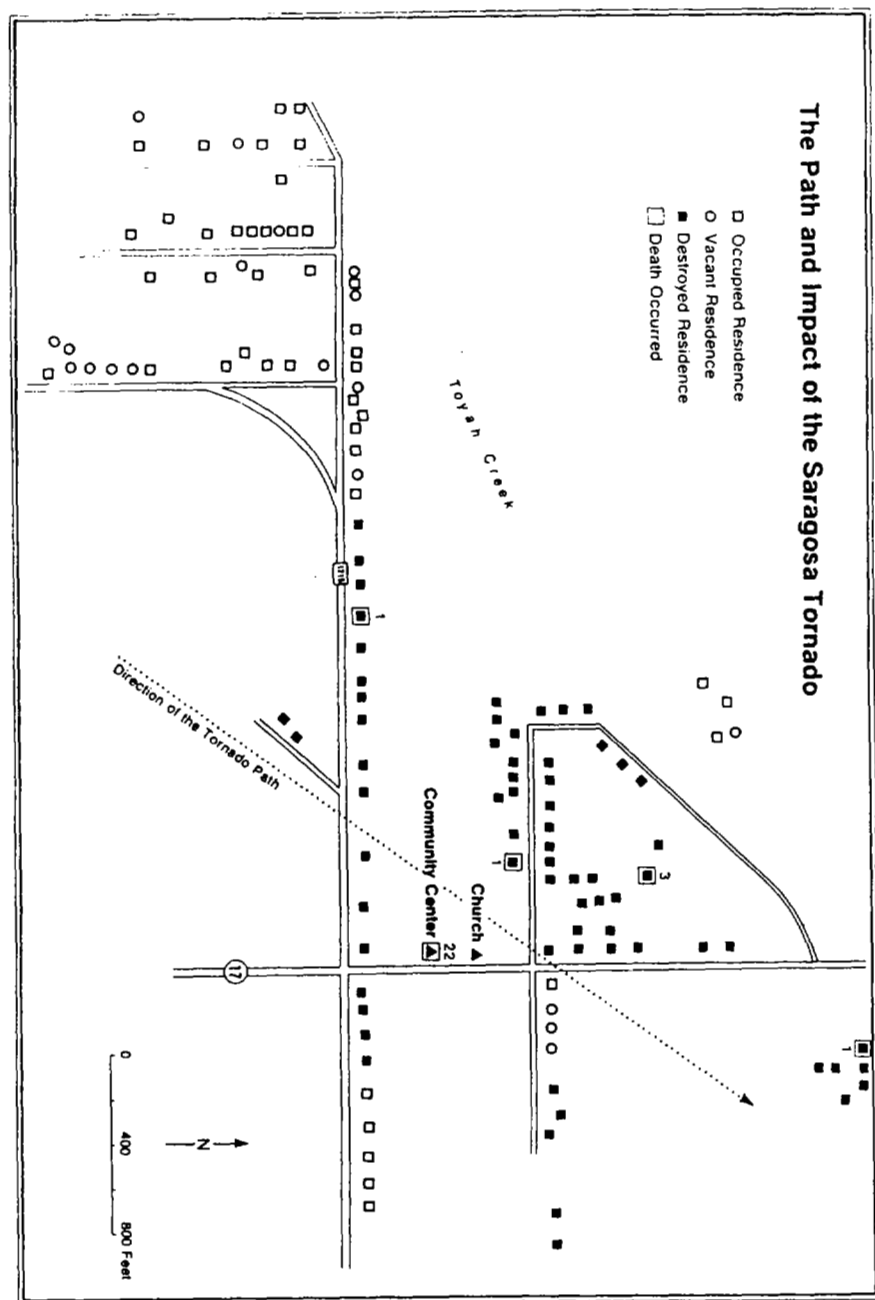 The Path and Impact of the Saragosa Tornado
□ Occupied Residence
○ Vacant Residence
■ Destroyed Residence
Death Occurred
Toyah Creek
1
3
1
1
Church
22
Community Center
Direction of the Tornado Path
17
N
0 400 800 Feet